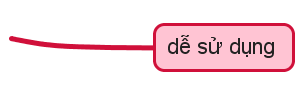 dễ sử dụng